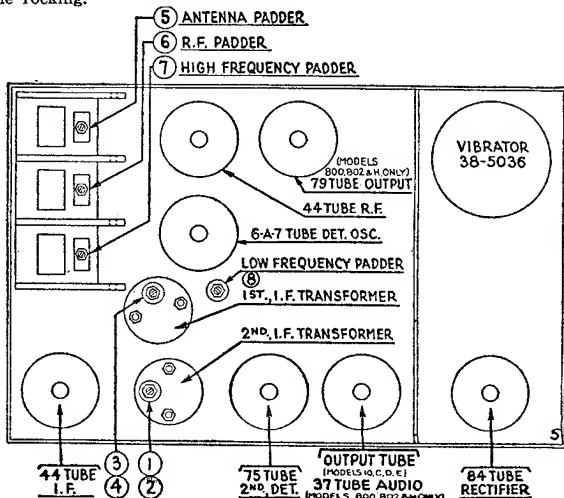 ne rocking.
⑤ ANTENNA PADDER
⑥ R.F. PADDER
⑦ HIGH FREQUENCY PADDER
VIBRATOR
38-5036
(MODELS
800,802 & H,ONLY)
79 TUBE OUTPUT
44 TUBE R.F.
6-A-7 TUBE DET. OSC.
LOW FREQUENCY PADDER
⑧
1ST., I.F. TRANSFORMER
2ND, I.F. TRANSFORMER
5
44 TUBE
I.F.
③
④
①
②
75 TUBE
2ND, DET.
OUTPUT TUBE
(MODELS 10,C,D,E)
37 TUBE AUDIO
(MODELS 800,802 & H ONLY)
84 TUBE
RECTIFIER